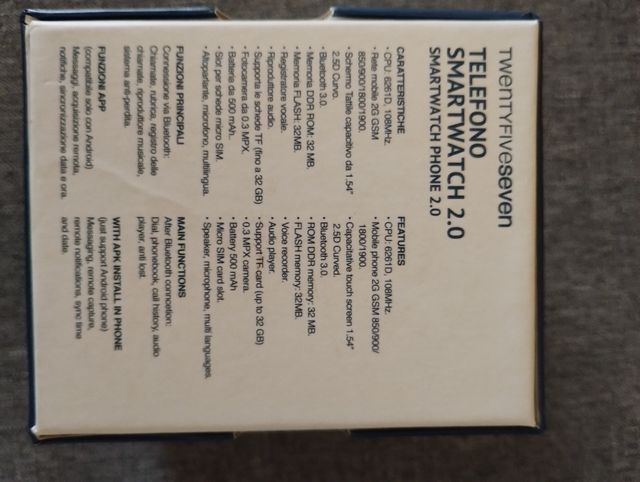 TWENTYFIVESEVEN
TELEFONO
SMARTWATCH 2.0
SMARTWATCH PHONE 2.0
CARATTERISTICHE
• CPU: 6261D, 108MHz.
• Rete mobile 2G GSM
850/900/1800/1900.
• Schermo Tattile capacitivo da 1.54"
2.5D Curvo.
• Bluetooth 3.0.
• Memoria DDR ROM: 32 MB.
• Memoria FLASH: 32MB.
• Registratore vocale.
• Riproduttore audio.
• Supporta le schede TF (fino a 32 GB)
• Fotocamera da 0.3 MPX.
• Batteria da 500 mAh.
• Slot per schede micro SIM.
• Altoparlante, microfono, multilingua.
FUNZIONI PRINCIPALI
Connessione via Bluetooth:
Chiamate, rubrica, registro delle
chiamate, riproduttore musicale,
sistema anti-perdita.
FUNZIONI APP
(compatibile solo con Android)
Messaggi, acquisizione remota,
notifiche, sincronizzazione data e ora.
FEATURES
• CPU: 6261D, 108MHz.
• Mobile phone 2G GSM 850/900/
1800/1900.
• Capacitative touch screen 1.54"
2.5D Curved.
• Bluetooth 3.0.
• ROM DDR memory: 32 MB.
• FLASH memory: 32MB.
• Voice recorder.
• Audio player.
• Support TF-card (up to 32 GB)
• 0.3 MPX camera.
• Battery 500 mAh
• Micro SIM card slot.
• Speaker, microphone, multi languages.
MAIN FUNCTIONS
After Bluetooth connection:
Dial, phonebook, call history, audio
player, anti lost.
WITH APK INSTALL IN PHONE
(just support Android phone)
Messaging, remote capture,
remote notifications, sync time
and date.